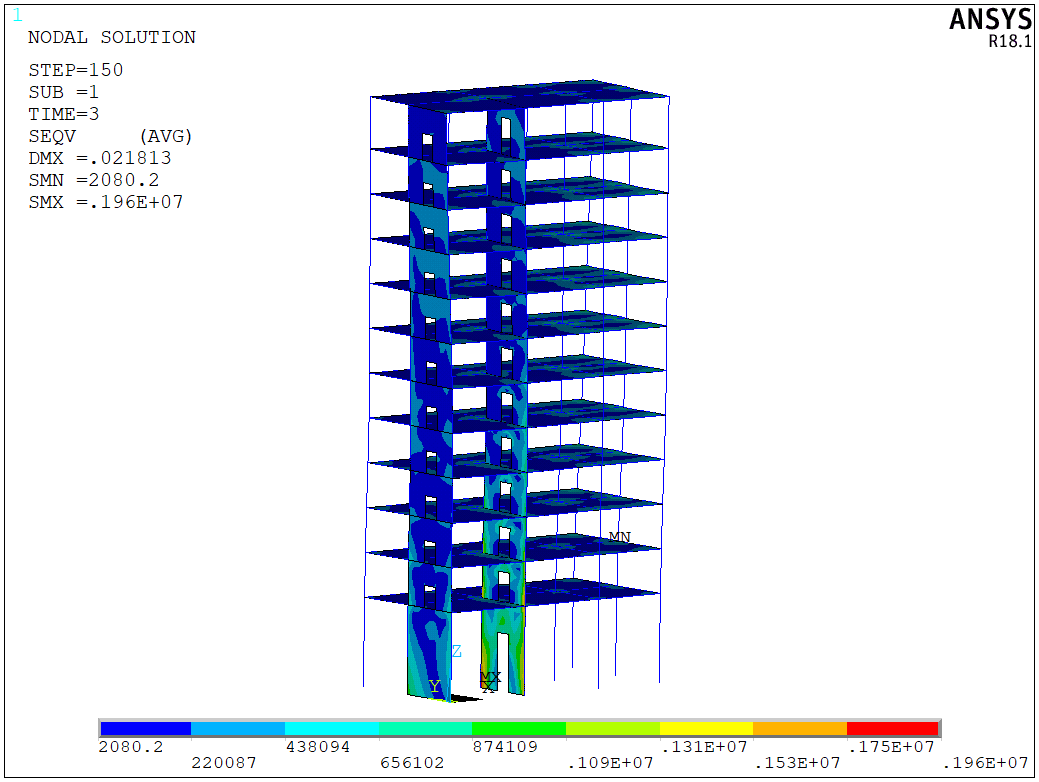 1
ANSYS
R18.1
NODAL SOLUTION
STEP=150
SUB =1
TIME=3
SEQV (AVG)
DMX =.021813
SMN =2080.2
SMX =.196E+07
MN
Z
MX
Y X
2080.2 438094 874109 .131E+07 .175E+07
220087 656102 .109E+07 .153E+07 .196E+07